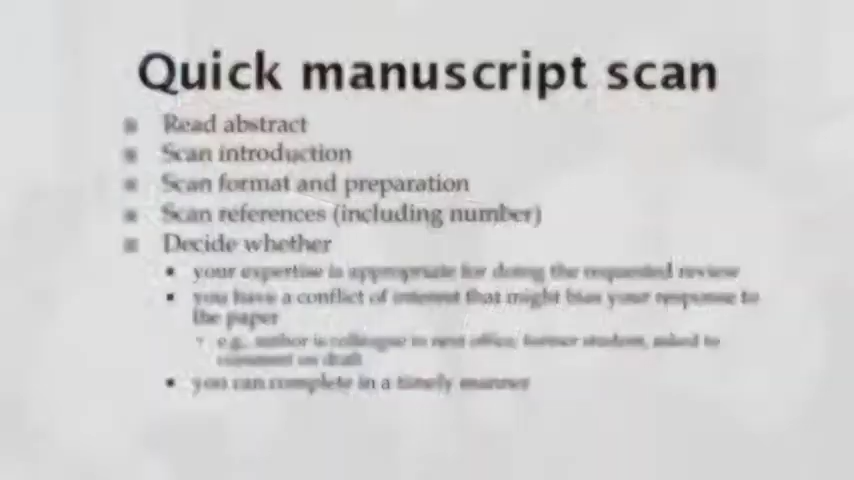 Quick manuscript scan
Read abstract
Scan introduction
Scan format and preparation
Scan references (including number)
Decide whether
your expertise is appropriate for doing the requested review
you have a conflict of interest that might bias your response to
the paper
e.g., author is colleague in next office, former student, asked to
comment on draft
you can complete in a timely manner